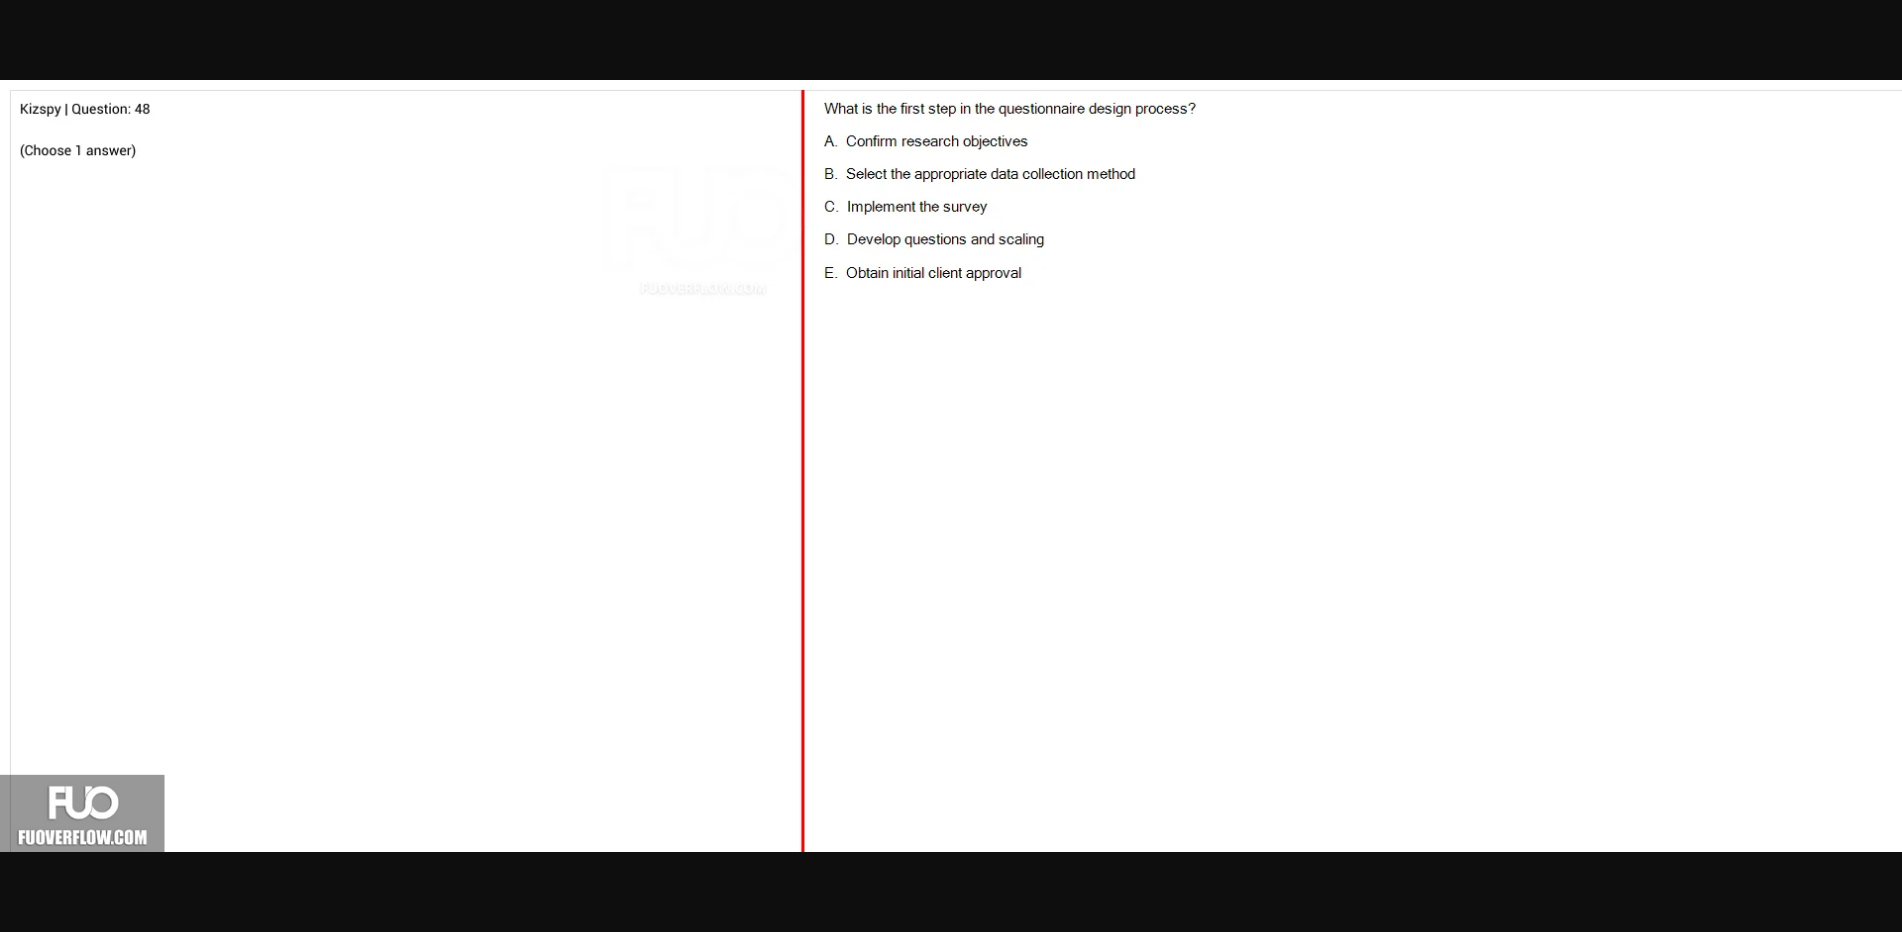 Kizspy | Question: 48
(Choose 1 answer)
What is the first step in the questionnaire design process?
A. Confirm research objectives
B. Select the appropriate data collection method
C. Implement the survey
D. Develop questions and scaling
E. Obtain initial client approval
FUO
FUOVERFLOW.COM
FUO
FUOVERFLOW.COM